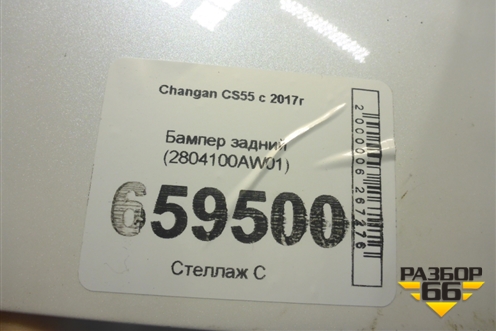 Changan CS55 с 2017г
Бампер задний
(2804100AW01)
659500
Стеллаж С
2000006267476
РАЗБОР
66